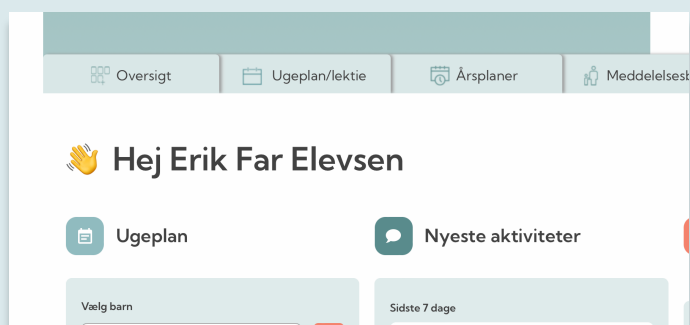 Oversigt
Ugeplan/lektie
Årsplaner
Hej Erik Far Elevsen
Ugeplan
Nyeste aktiviteter
Vælg barn
Sidste 7 dage